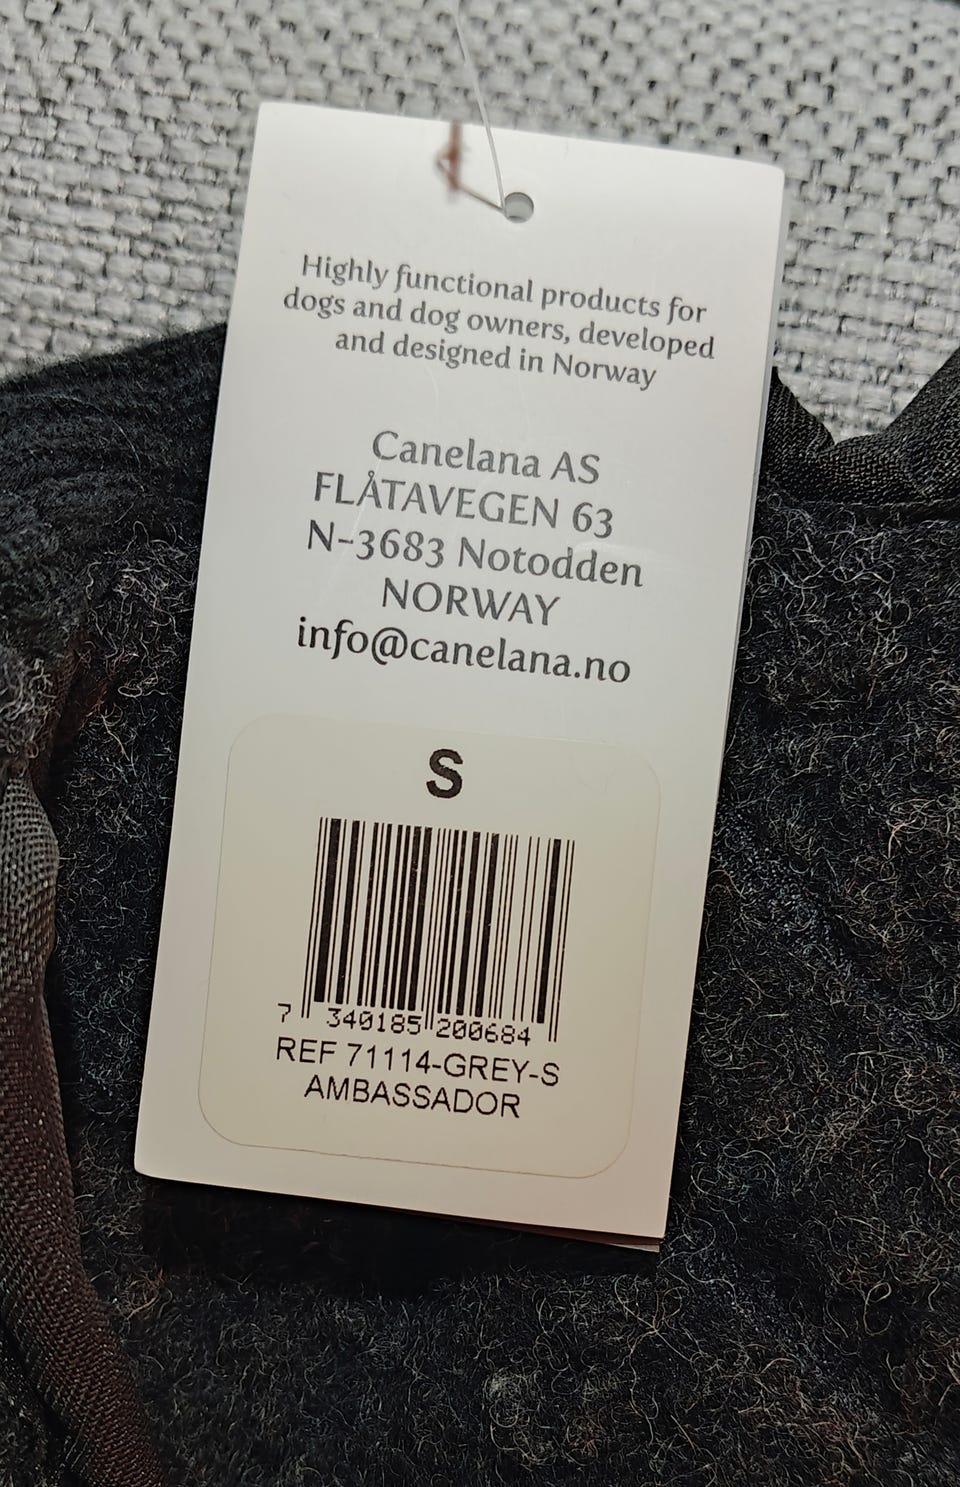 Highly functional products for
dogs and dog owners, developed
and designed in Norway
Canelana AS
FLÅTAVEGEN 63
N-3683 Notodden
NORWAY
info@canelana.no
S
7 340185 200684
REF 71114-GREY-S
AMBASSADOR